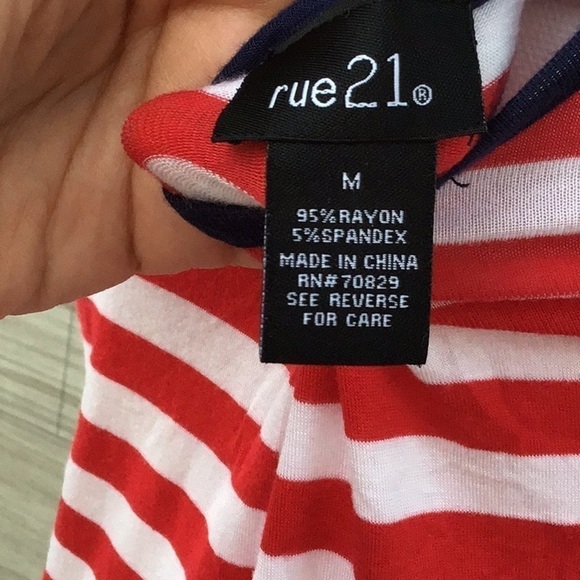 rue21®
M
95%RAYON
5%SPANDEX
MADE IN CHINA
RN#70829
SEE REVERSE
FOR CARE